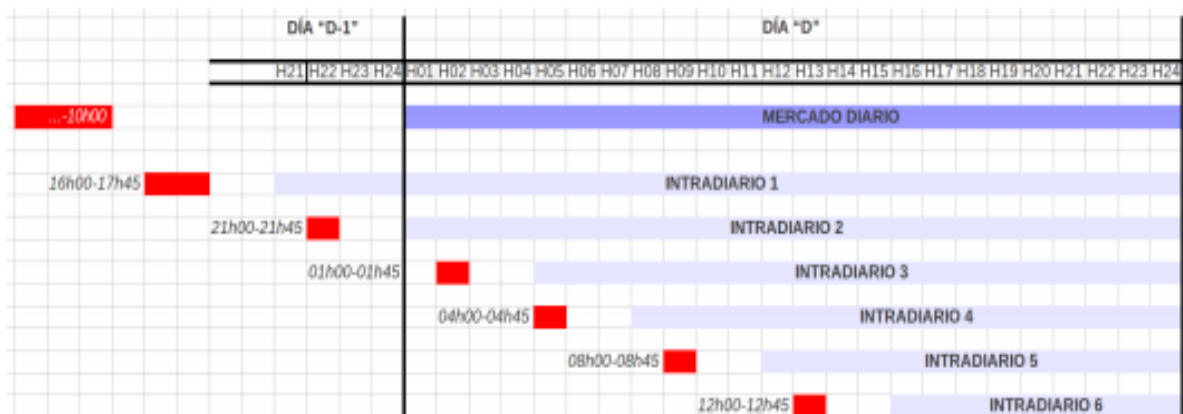 DÍA "D-1" DÍA "D"
H21 H22 H23 H24 H01 H02 H03 H04 H05 H06 H07 H08 H09 H10 H11 H12 H13 H14 H15 H16 H17 H18 H19 H20 H21 H22 H23 H24
...-10h00 MERCADO DIARIO
16h00-17h45 INTRADIARIO 1
21h00-21h45 INTRADIARIO 2
01h00-01h45 INTRADIARIO 3
04h00-04h45 INTRADIARIO 4
08h00-08h45 INTRADIARIO 5
12h00-12h45 INTRADIARIO 6